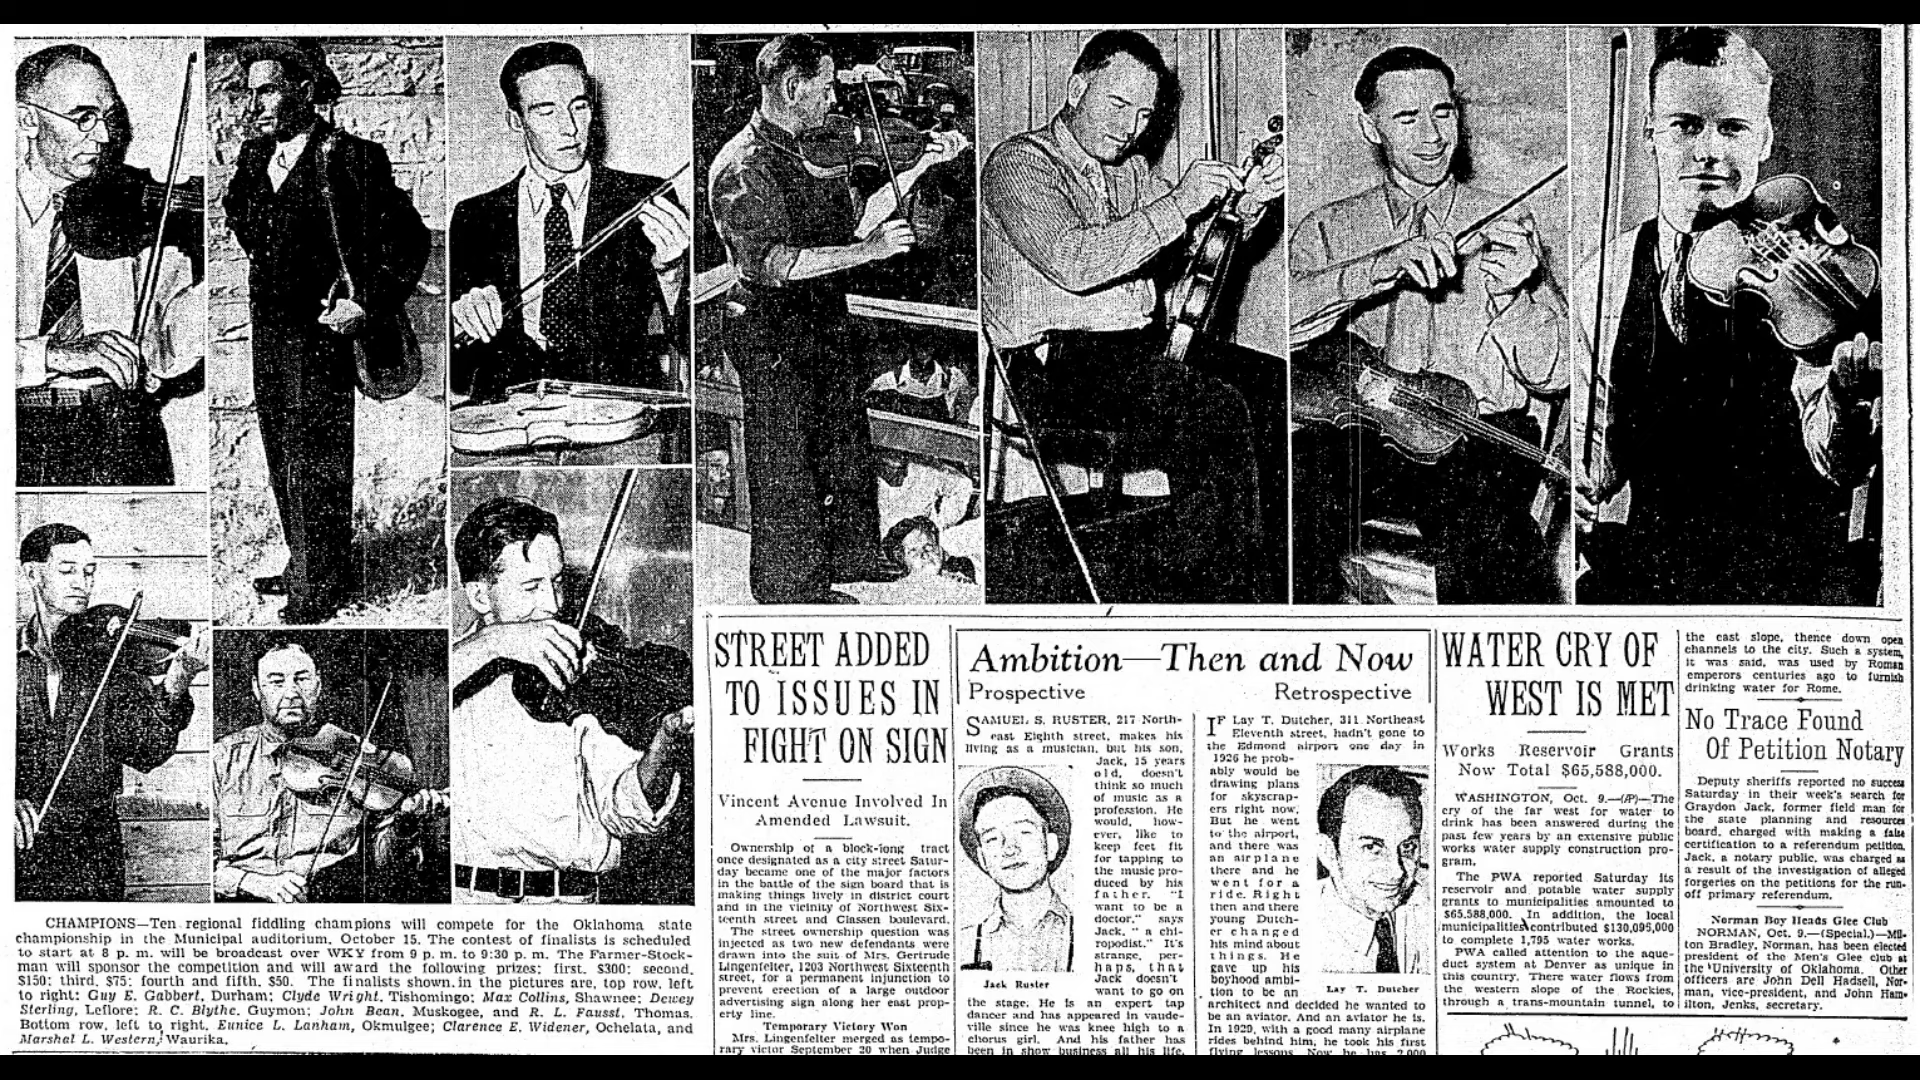 CHAMPIONS—Ten regional fiddling champions will compete for the Oklahoma state
championship in the Municipal auditorium, October 15. The contest of finalists is scheduled
to start at 8 p. m. will be broadcast over WKY from 9 p. m. to 9:30 p. m. The Farmer-Stock-
man will sponsor the competition and will award the following prizes: first, $300; second,
$150; third, $75; fourth and fifth, $50. The finalists shown in the pictures are, top row, left
to right: Guy E. Gabbert, Durham; Clyde Wright, Tishomingo; Max Collins, Shawnee; Dewey
Sterling, Leflore; R. C. Blythe, Guymon; John Bean, Muskogee, and R. L. Fausst, Thomas.
Bottom row, left to right, Eunice L. Lanham, Okmulgee; Clarence E. Widener, Ochelata, and
Marshal L. Western, Waurika.
STREET ADDED
TO ISSUES IN
FIGHT ON SIGN
Vincent Avenue Involved In
Amended Lawsuit.
Ownership of a block-long tract
once designated as a city street Satur-
day became one of the major factors
in the battle of the sign board that is
making things lively in district court
and in the vicinity of Northwest Six-
teenth street and Classen boulevard.
The street ownership question was
injected as two new defendants were
drawn into the suit of Mrs. Gertrude
Lingenfelter, 1203 Northwest Sixteenth
street, for a permanent injunction to
prevent erection of a large outdoor
advertising sign along her east prop-
erty line.
Temporary Victory Won
Mrs. Lingenfelter merged as tempo-
rary victor September 20 when Judge
Ambition—Then and Now
Prospective
SAMUEL S. RUSTER, 217 North-
east Eighth street, makes his
living as a musician, but his son,
Jack, 15 years
old, doesn't
think so much
of music as a
profession. He
would, how-
ever, like to
keep feet fit
for tapping to
the music pro-
duced by his
father. "I
want to be a
doctor," says
Jack, "a chi-
ropodist." It's
strange, per-
haps, that
Jack doesn't
want to go on
Jack Ruster
the stage. He is an expert tap
dancer and has appeared in vaude-
ville since he was knee high to a
chorus girl. And his father has
been in show business all his life.
Retrospective
IF Lay T. Dutcher, 311 Northeast
Eleventh street, hadn't gone to
the Edmond airport one day in
1926 he prob-
ably would be
drawing plans
for skyscrap-
ers right now.
But he went
to the airport,
and there was
an airplane
there and he
went for a
ride. Right
then and there
young Dutch-
er changed
his mind about
things. He
gave up his
boyhood ambi-
tion to be an
Lay T. Dutcher
architect and decided he wanted to
be an aviator. And an aviator he is.
In 1929, with a good many airplane
rides behind him, he took his first
flying lessons. Now he has 2,000
WATER CRY OF
WEST IS MET
Works Reservoir Grants
Now Total $65,588,000.
WASHINGTON, Oct. 9.—(AP)—The
cry of the far west for water to
drink has been answered during the
past few years by an extensive public
works water supply construction pro-
gram.
The PWA reported Saturday its
reservoir and potable water supply
grants to municipalities amounted to
$65,588,000. In addition, the local
municipalities contributed $130,095,000
to complete 1,795 water works.
PWA called attention to the aque-
duct system at Denver as unique in
this country. There water flows from
the western slope of the Rockies,
through a trans-mountain tunnel, to
the east slope, thence down open
channels to the city. Such a system,
it was said, was used by Roman
emperors centuries ago to furnish
drinking water for Rome.
No Trace Found
Of Petition Notary
Deputy sheriffs reported no success
Saturday in their week's search for
Graydon Jack, former field man for
the state planning and resources
board, charged with making a false
certification to a referendum petition.
Jack, a notary public, was charged as
a result of the investigation of alleged
forgeries on the petitions for the run-
off primary referendum.
Norman Boy Heads Glee Club
NORMAN, Oct. 9.—(Special.)—Mil-
ton Bradley, Norman, has been elected
president of the Men's Glee club at
the University of Oklahoma. Other
officers are John Dell Hadsell, Nor-
man, vice-president, and John Ham-
ilton, Jenks, secretary.